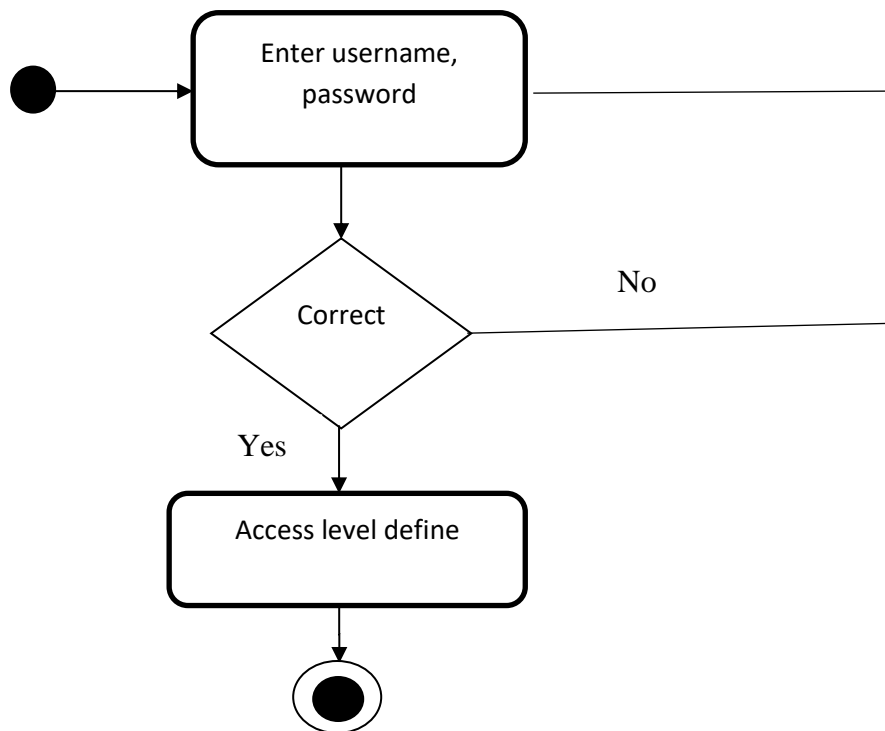 Enter username,
password
Correct
No
Yes
Access level define